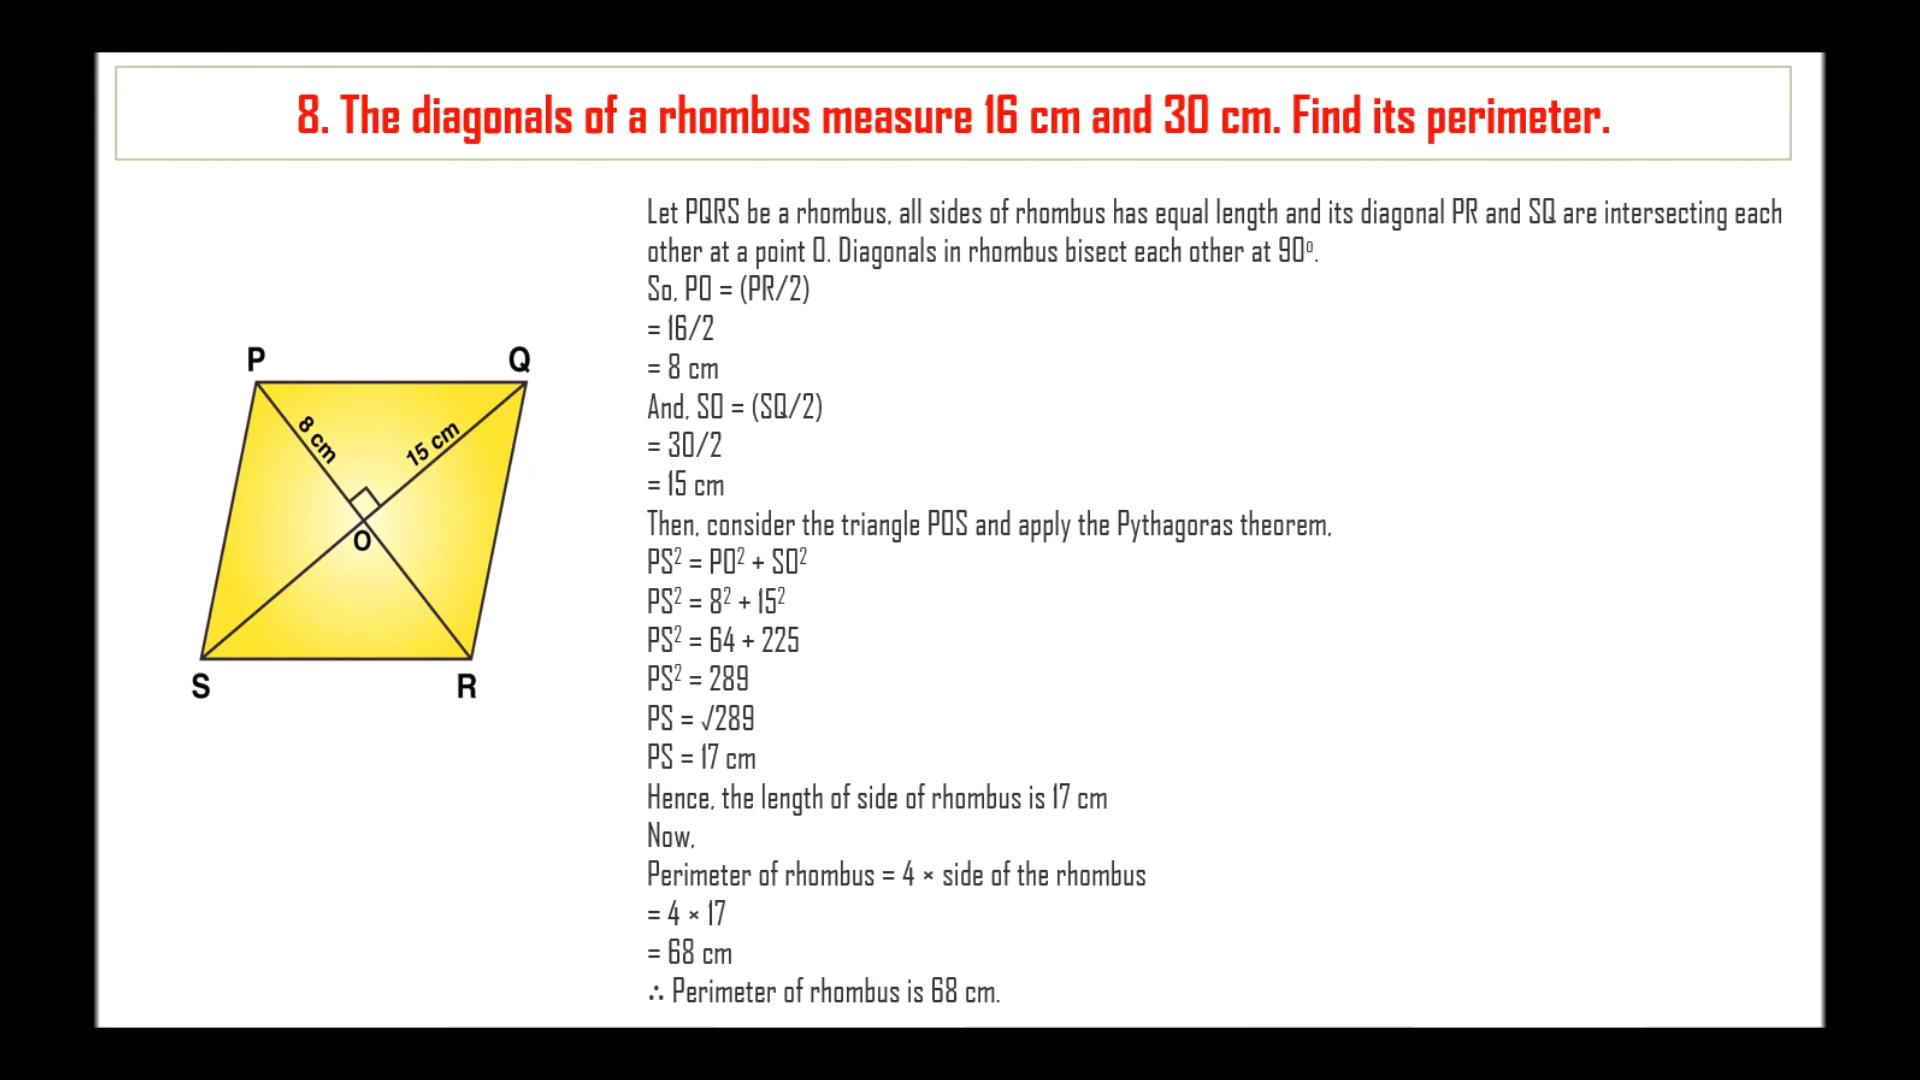 8. The diagonals of a rhombus measure 16 cm and 30 cm. Find its perimeter.
Let PQRS be a rhombus, all sides of rhombus has equal length and its diagonal PR and SQ are intersecting each
other at a point O. Diagonals in rhombus bisect each other at 90⁰.
So, PO = (PR/2)
= 16/2
= 8 cm
And, SO = (SQ/2)
= 30/2
= 15 cm
Then, consider the triangle POS and apply the Pythagoras theorem,
PS² = PO² + SO²
PS² = 8² + 15²
PS² = 64 + 225
PS² = 289
PS = √289
PS = 17 cm
Hence, the length of side of rhombus is 17 cm
Now,
Perimeter of rhombus = 4 × side of the rhombus
= 4 × 17
= 68 cm
∴ Perimeter of rhombus is 68 cm.
P Q
8 cm 15 cm
O
S R